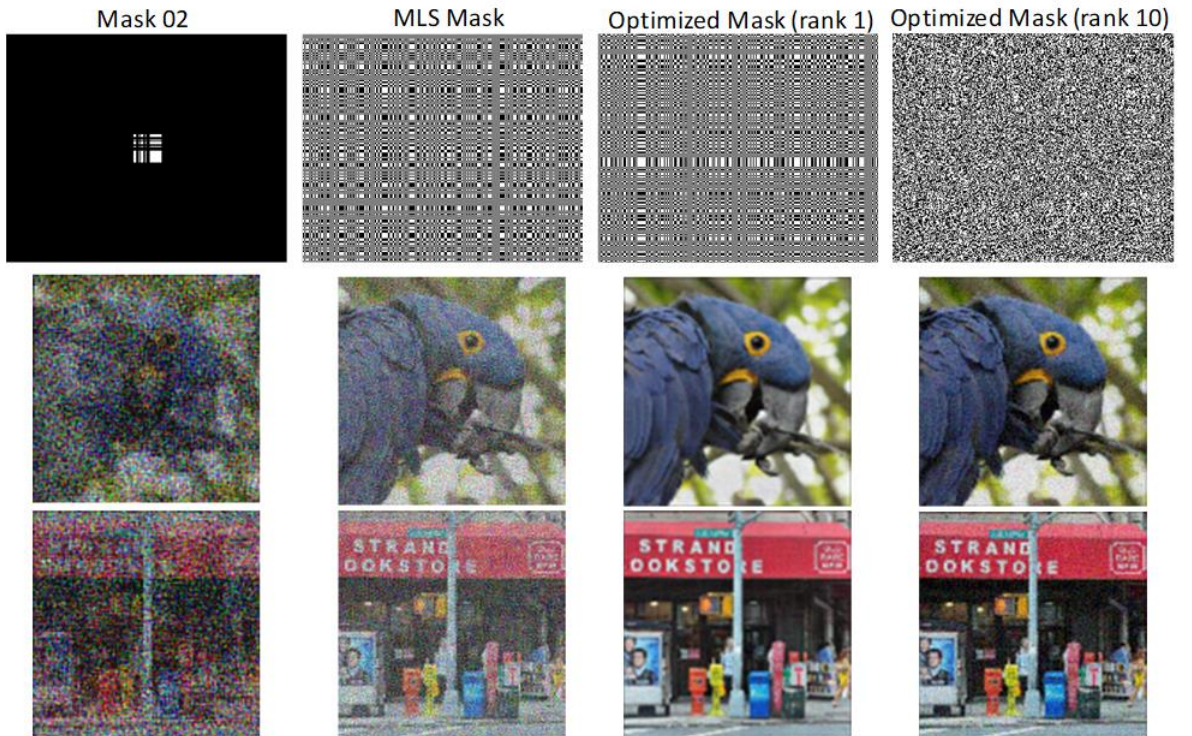 Mask 02
MLS Mask
Optimized Mask (rank 1)
Optimized Mask (rank 10)
STRAND
OOKSTORE
STRAND
OOKSTORE
STRAND
OOKSTORE